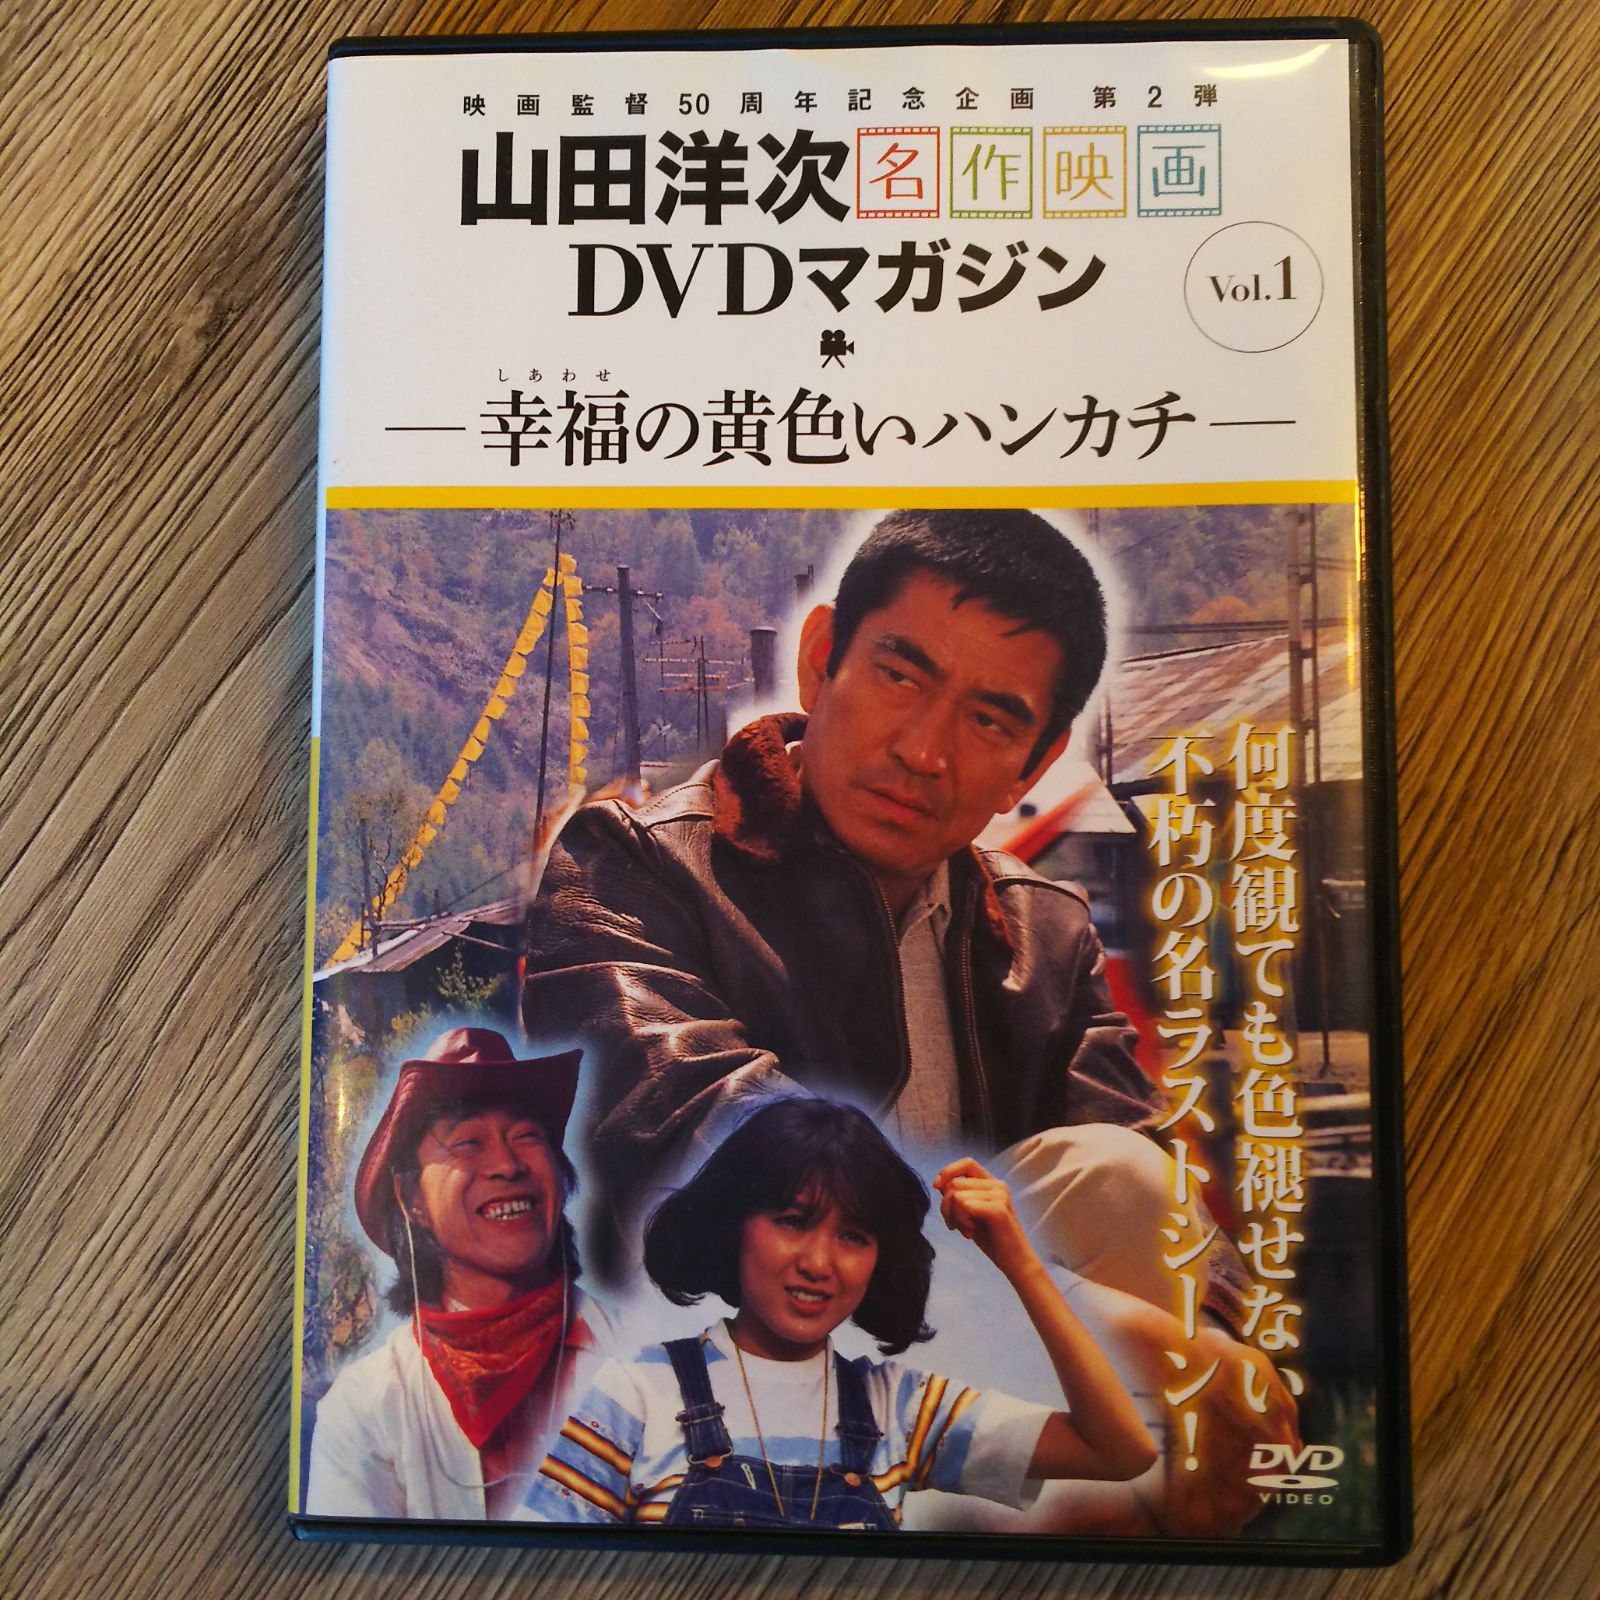 映画監督50周年記念企画 第2弾
山田洋次名作映画
DVDマガジン
Vol.1
しあわせ
幸福の黄色いハンカチ
何度観ても色褪せない
不朽の名ラストシーン!
DVD
VIDEO